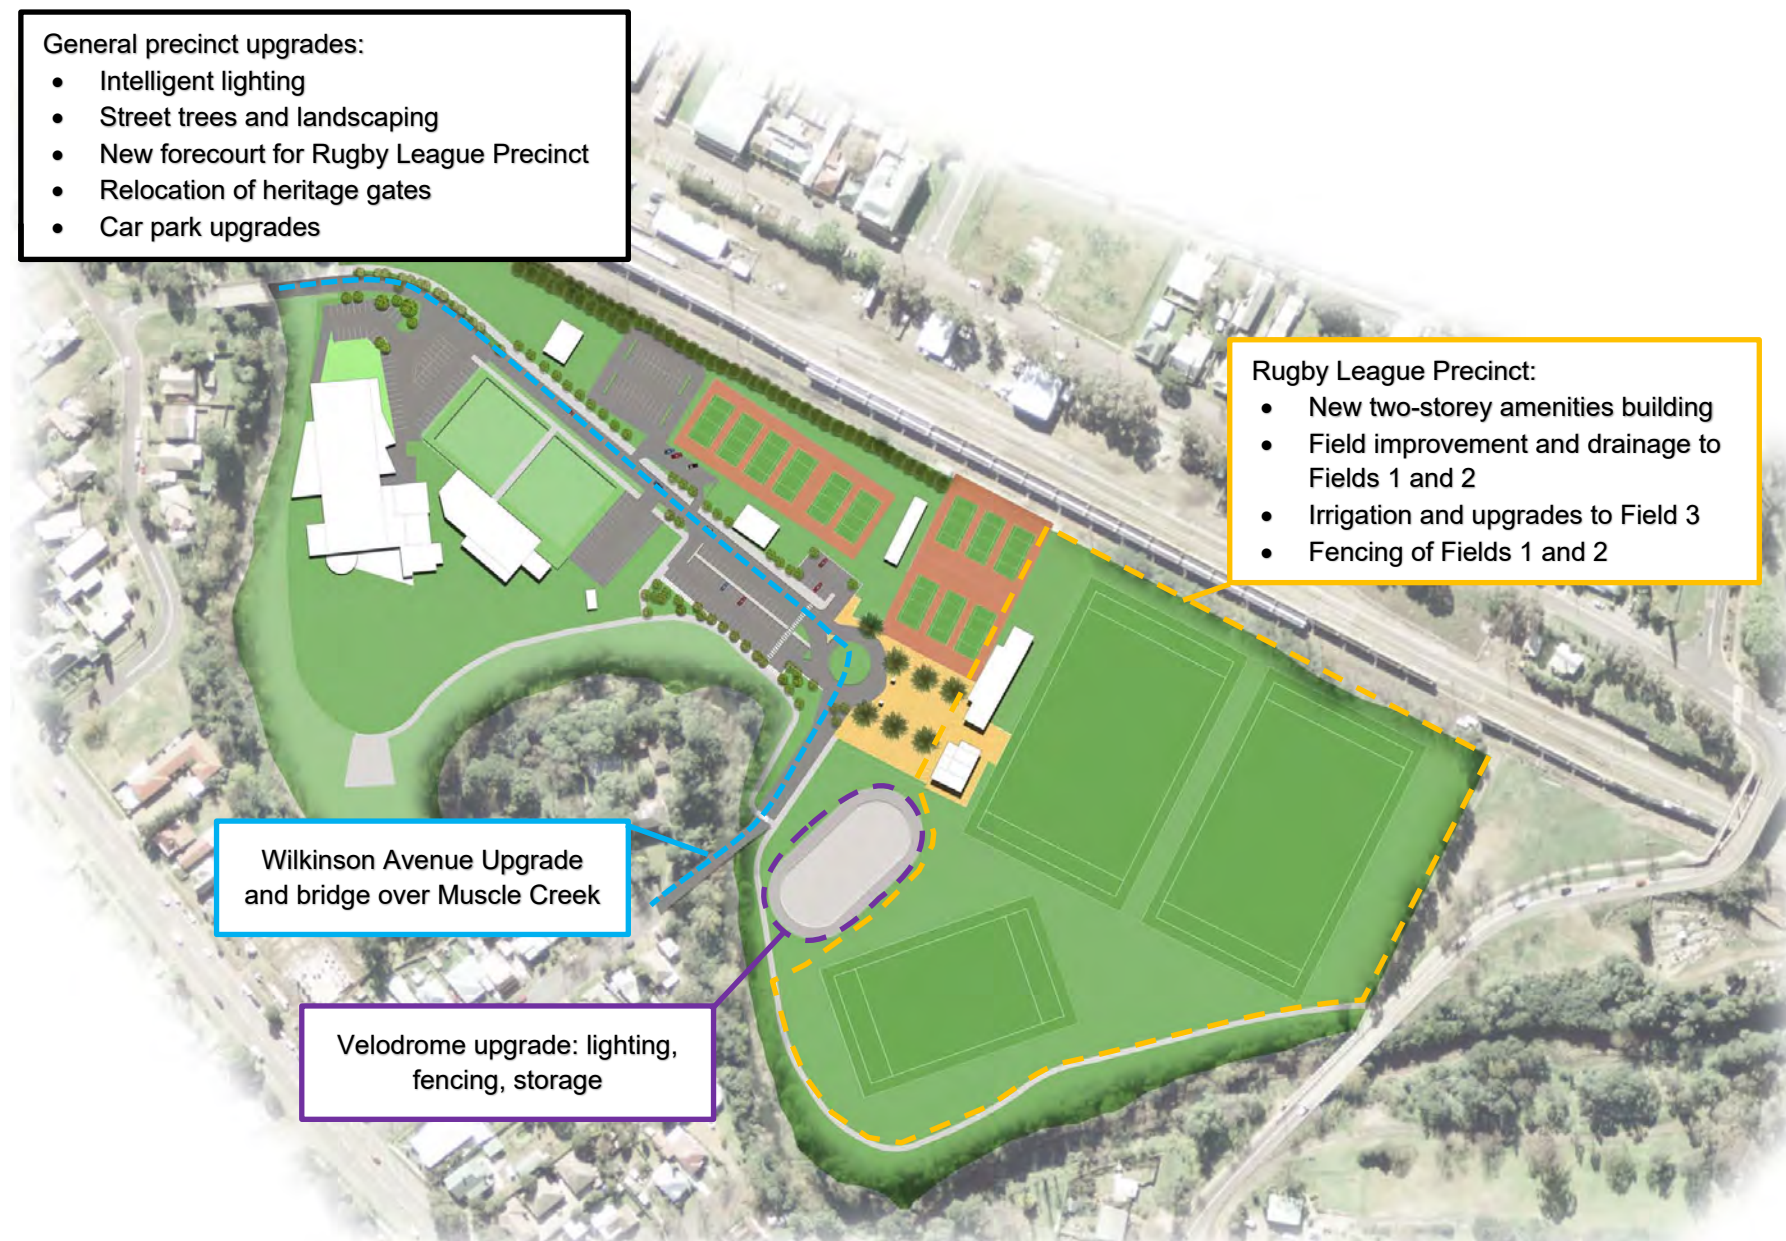 General precinct upgrades:
• Intelligent lighting
• Street trees and landscaping
• New forecourt for Rugby League Precinct
• Relocation of heritage gates
• Car park upgrades
Rugby League Precinct:
• New two-storey amenities building
• Field improvement and drainage to
Fields 1 and 2
• Irrigation and upgrades to Field 3
• Fencing of Fields 1 and 2
Wilkinson Avenue Upgrade
and bridge over Muscle Creek
Velodrome upgrade: lighting,
fencing, storage